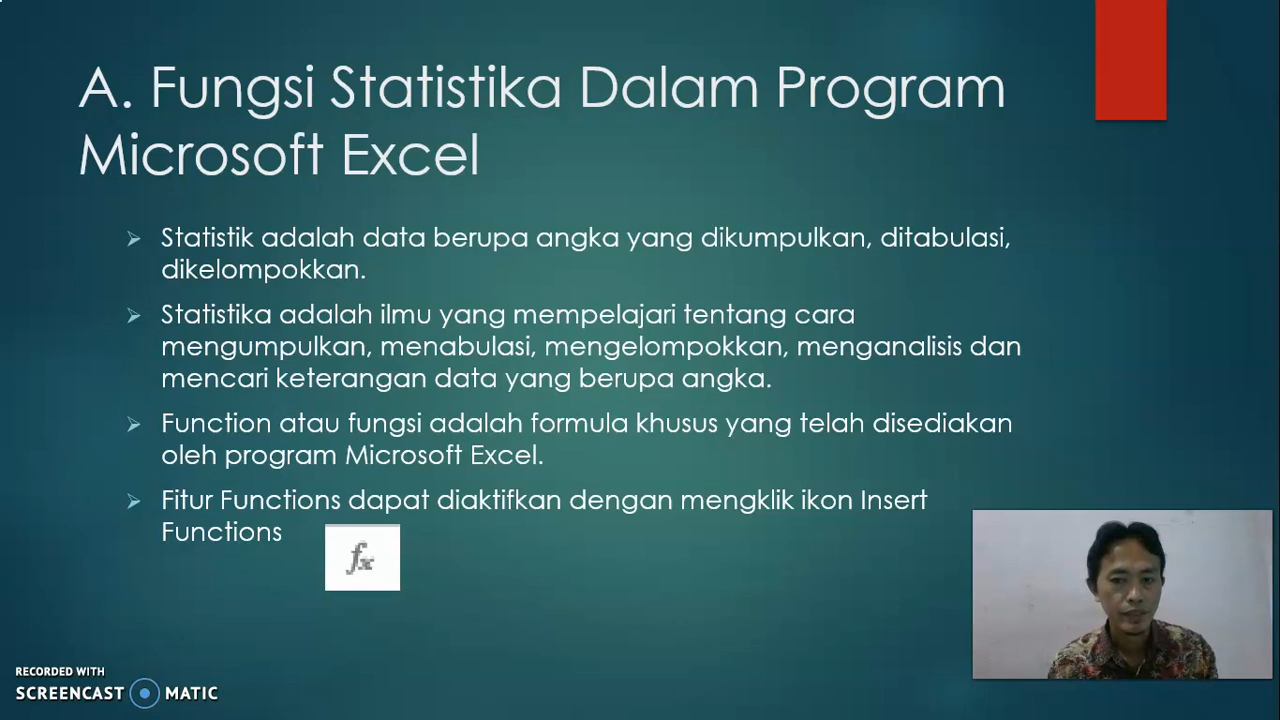 A. Fungsi Statistika Dalam Program
Microsoft Excel
Statistik adalah data berupa angka yang dikumpulkan, ditabulasi,
dikelompokkan.
Statistika adalah ilmu yang mempelajari tentang cara
mengumpulkan, menabulasi, mengelompokkan, menganalisis dan
mencari keterangan data yang berupa angka.
Function atau fungsi adalah formula khusus yang telah disediakan
oleh program Microsoft Excel.
Fitur Functions dapat diaktifkan dengan mengklik ikon Insert
Functions
fx
RECORDED WITH
SCREENCAST MATIC